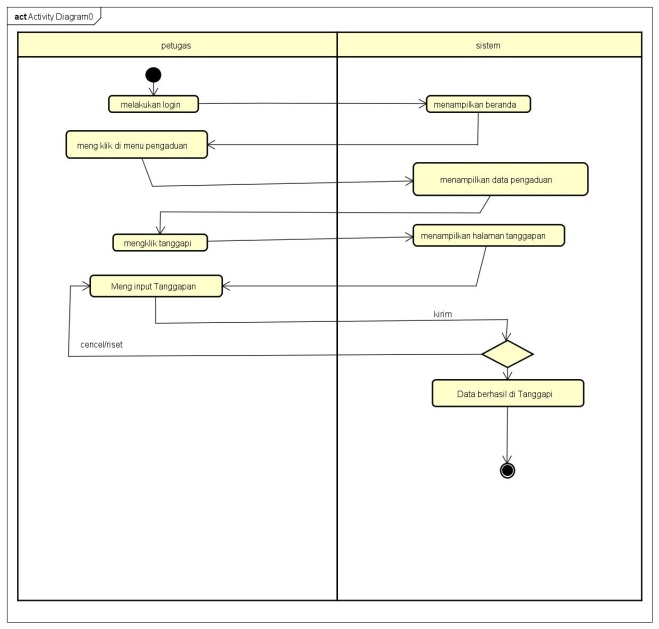 act Activity Diagram0
petugas
sistem
melakukan login
menampilkan beranda
meng klik di menu pengaduan
menampilkan data pengaduan
mengklik tanggapi
menampilkan halaman tanggapan
Meng input Tanggapan
kirim
cencel/riset
Data berhasil di Tanggapi